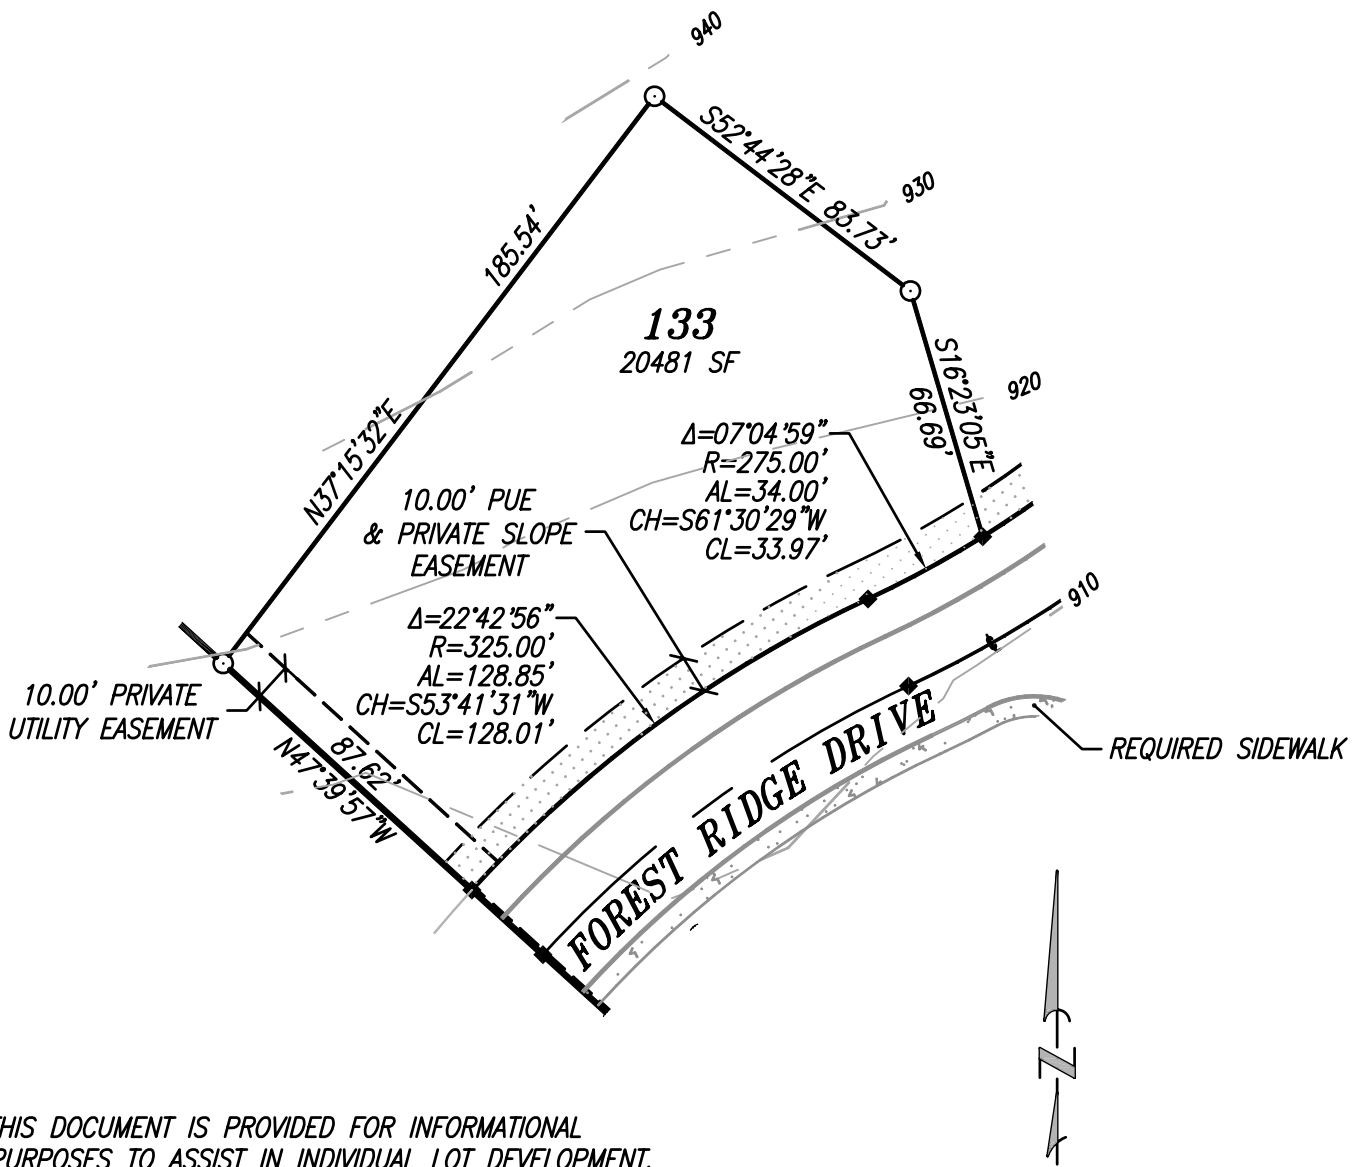 940
S52°44'28"E 83.73'
930
185.54'
133
20481 SF
S16°23'05"E
66.69'
920
N37°15'32"E
Δ=07°04'59"
R=275.00'
AL=34.00'
CH=S61°30'29"W
CL=33.97'
10.00' PUE
& PRIVATE SLOPE
EASEMENT
910
Δ=22°42'56"
R=325.00'
AL=128.85'
CH=S53°41'31"W
CL=128.01'
10.00' PRIVATE
UTILITY EASEMENT
87.62'
N47°39'57"W
FOREST RIDGE DRIVE
REQUIRED SIDEWALK
N
THIS DOCUMENT IS PROVIDED FOR INFORMATIONAL
PURPOSES TO ASSIST IN INDIVIDUAL LOT DEVELOPMENT.